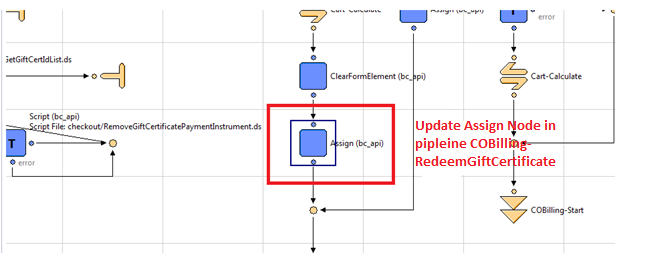 Cart-Calculate
Assign (bc_api)
T
error
GetGiftCertIdList.ds
ClearFormElement (bc_api)
Cart-Calculate
Script (bc_api)
Script File: checkout/RemoveGiftCertificatePaymentInstrument.ds
T
error
Assign (bc_api)
Update Assign Node in
pipleine COBilling-
RedeemGiftCertificate
COBilling-Start